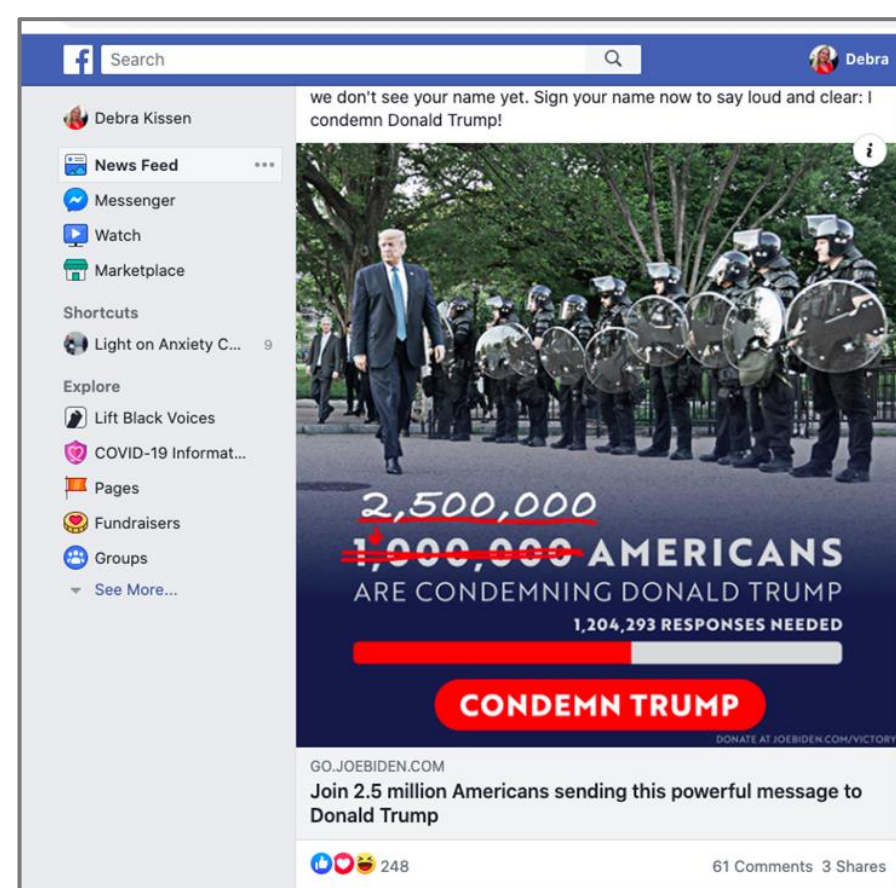 Search
Debra
Debra Kissen
News Feed
Messenger
Watch
Marketplace
Shortcuts
Light on Anxiety C... 9
Explore
Lift Black Voices
COVID-19 Informat...
Pages
Fundraisers
Groups
See More...
we don't see your name yet. Sign your name now to say loud and clear: I
condemn Donald Trump!
2,500,000
1,000,000 AMERICANS
ARE CONDEMNING DONALD TRUMP
1,204,293 RESPONSES NEEDED
CONDEMN TRUMP
DONATE AT JOEBIDEN.COM/VICTORY
GO.JOEBIDEN.COM
Join 2.5 million Americans sending this powerful message to
Donald Trump
248
61 Comments 3 Shares